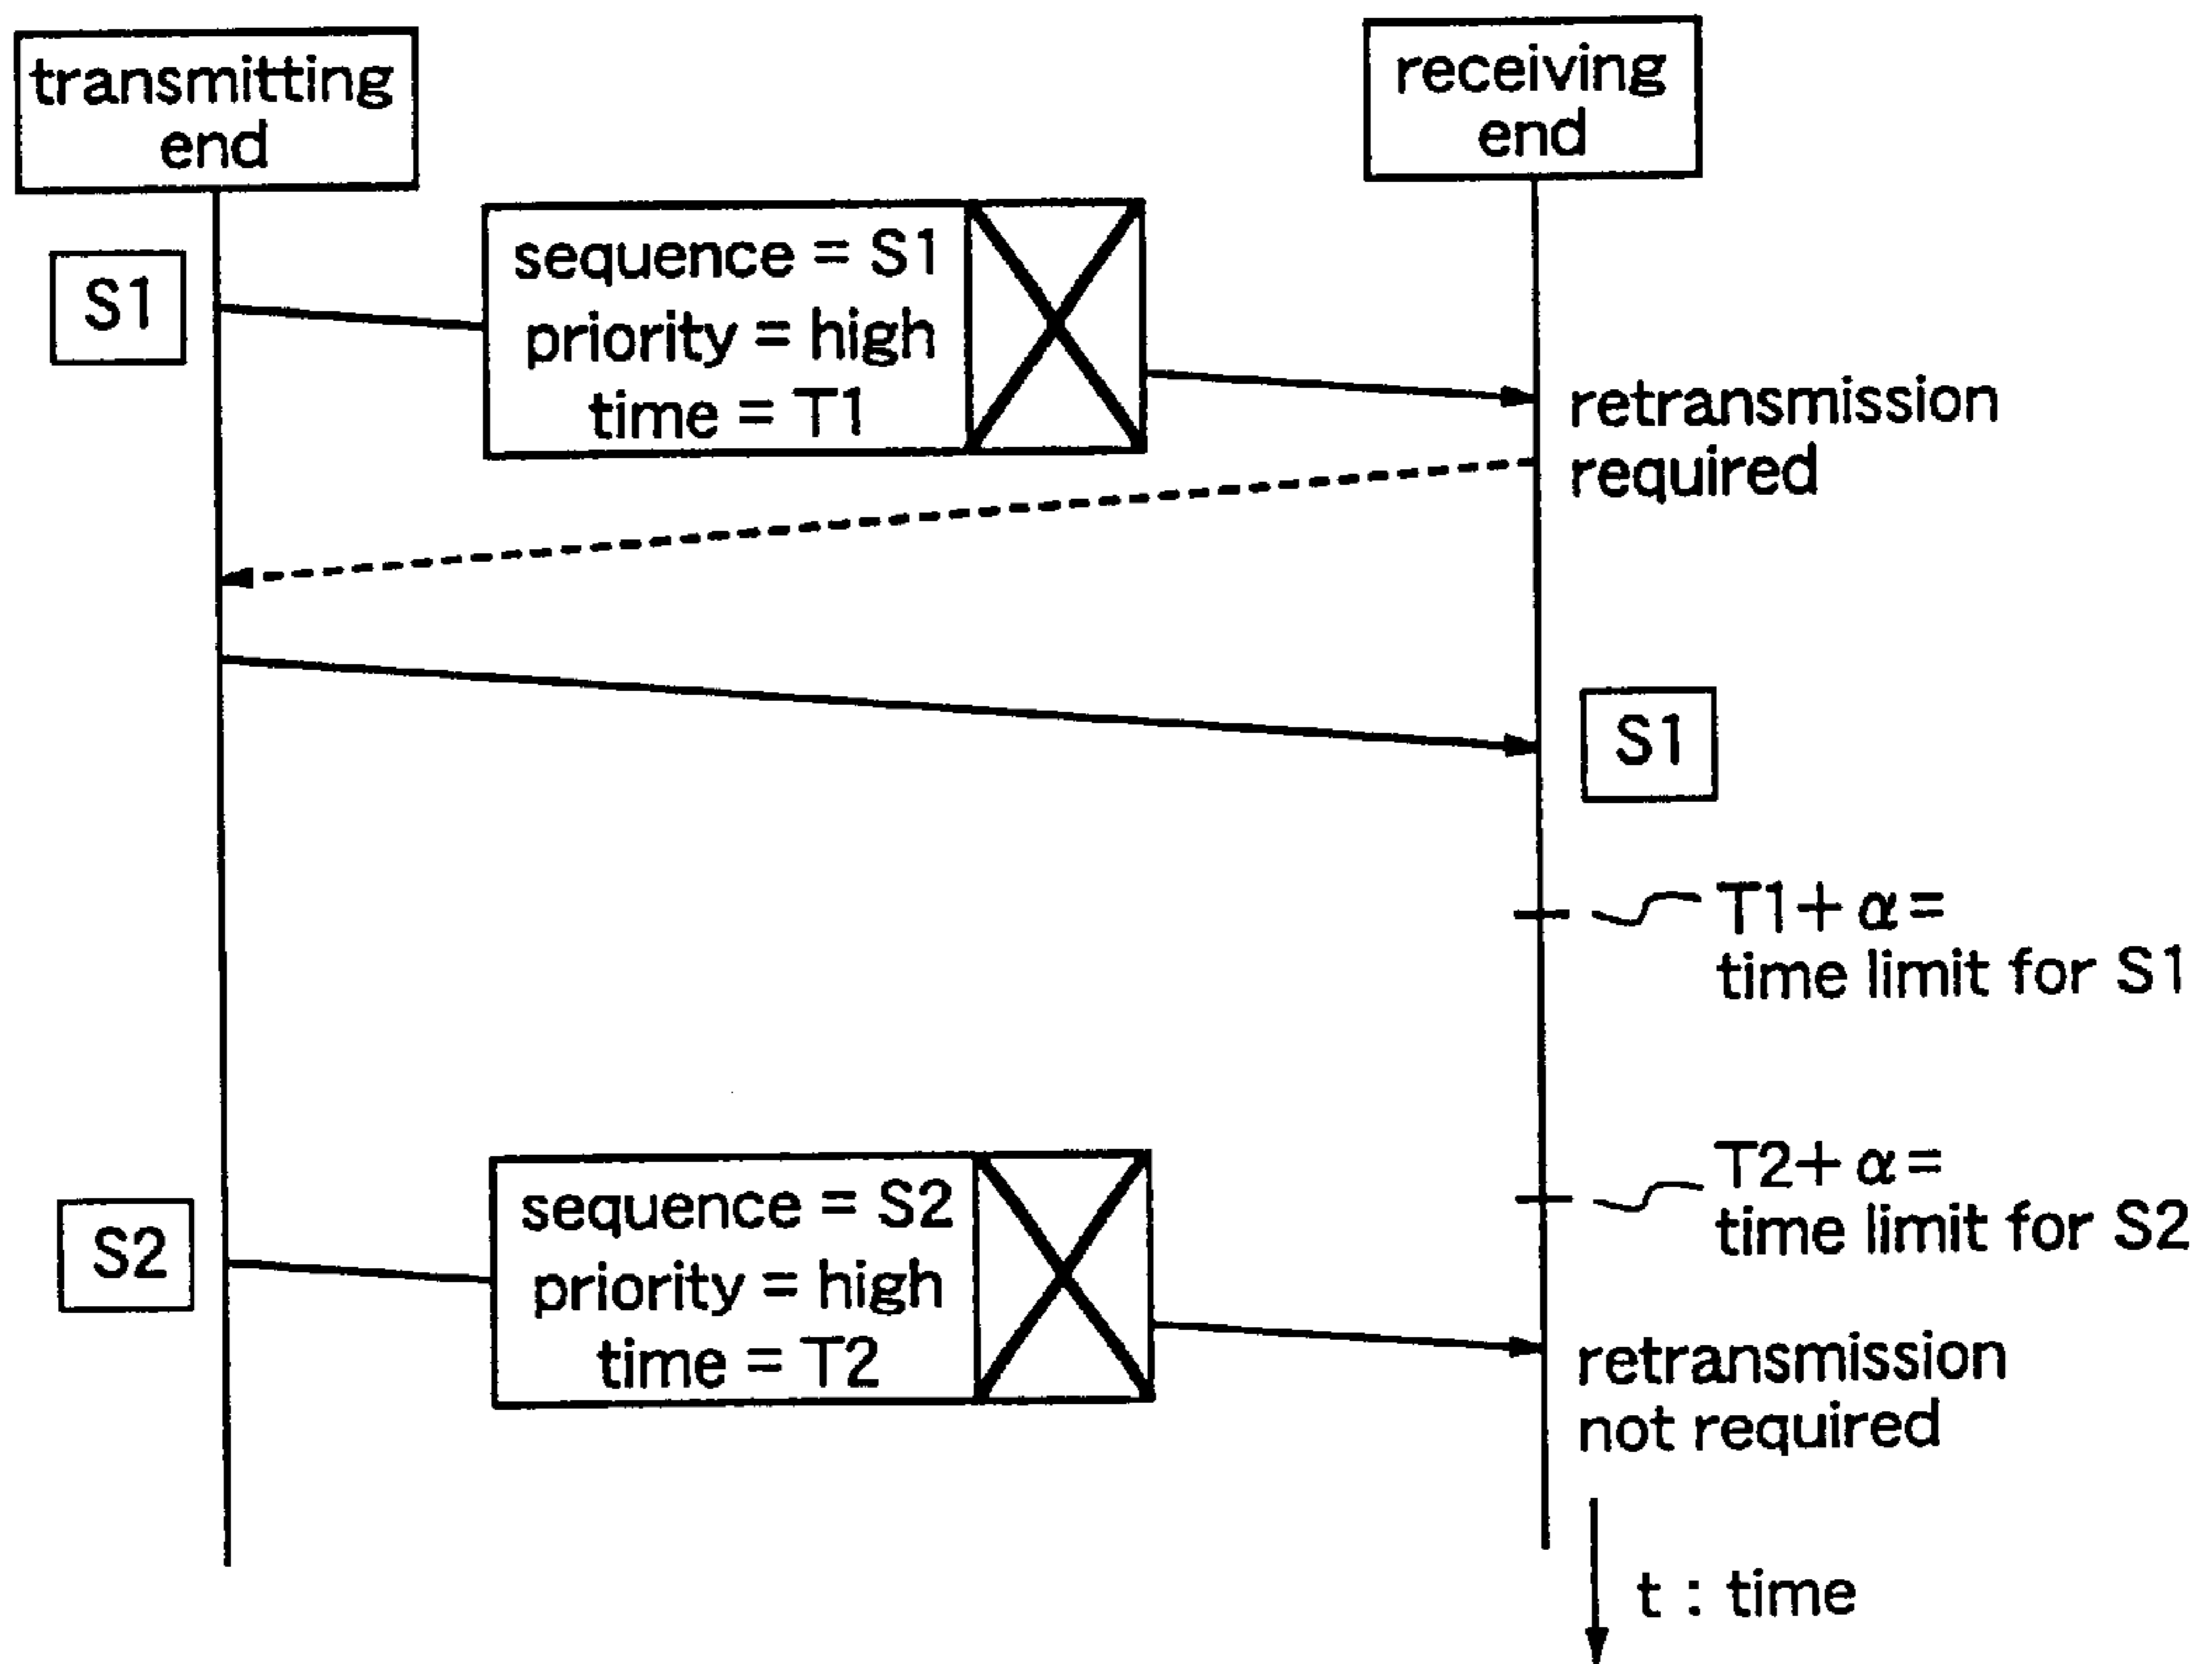 transmitting
end
receiving
end
S1
sequence = S1
priority = high
time = T1
retransmission
required
S1
T1+α=
time limit for S1
T2+α=
time limit for S2
S2
sequence = S2
priority = high
time = T2
retransmission
not required
t : time